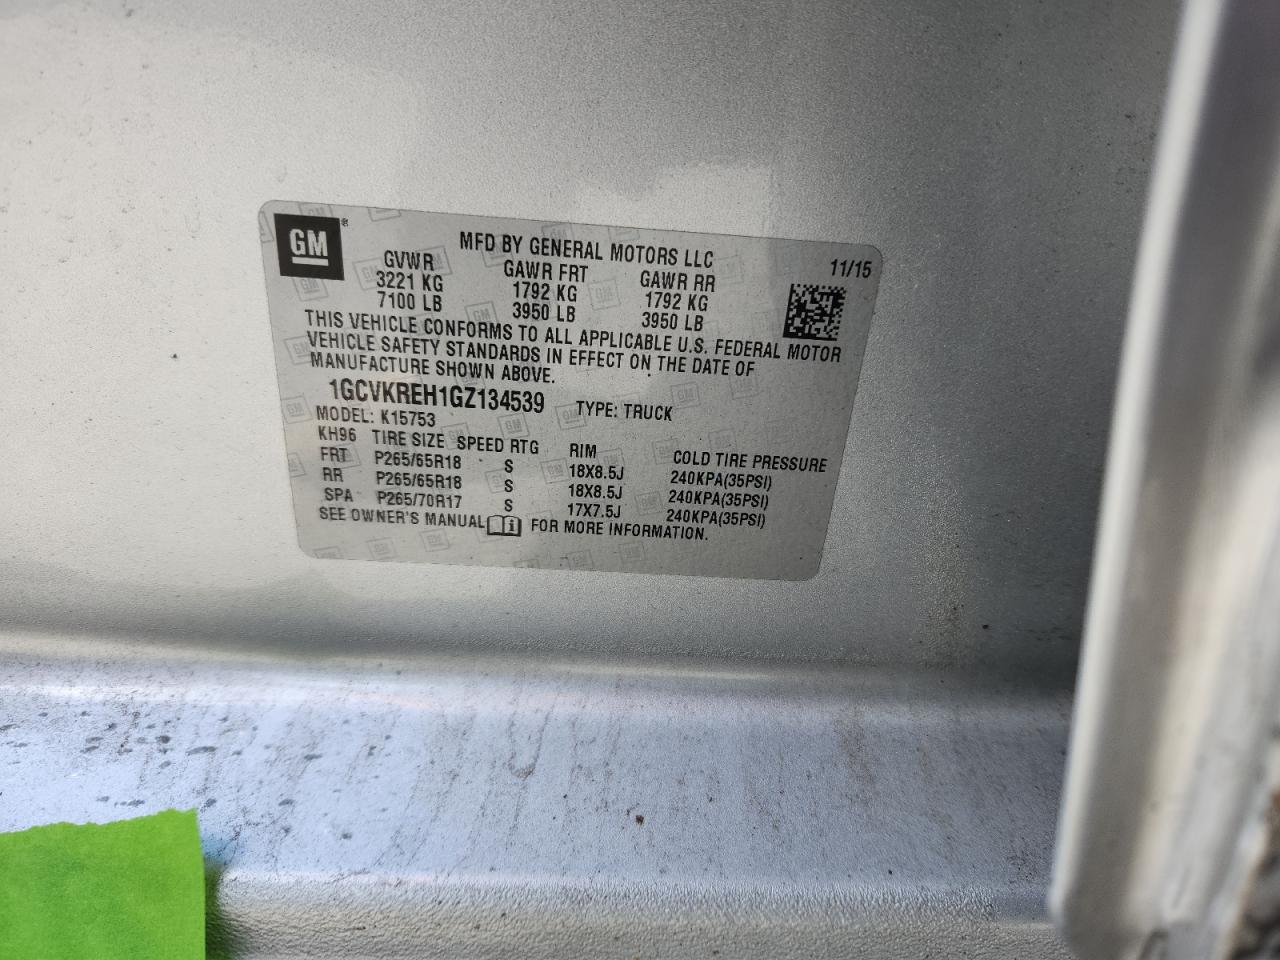 GM ®
MFD BY GENERAL MOTORS LLC 11/15
GVWR GAWR FRT GAWR RR
3221 KG 1792 KG 1792 KG
7100 LB 3950 LB 3950 LB
THIS VEHICLE CONFORMS TO ALL APPLICABLE U.S. FEDERAL MOTOR
VEHICLE SAFETY STANDARDS IN EFFECT ON THE DATE OF
MANUFACTURE SHOWN ABOVE.
1GCVKREH1GZ134539 TYPE: TRUCK
MODEL: K15753
KH96 TIRE SIZE SPEED RTG RIM COLD TIRE PRESSURE
FRT P265/65R18 S 18X8.5J 240KPA(35PSI)
RR P265/65R18 S 18X8.5J 240KPA(35PSI)
SPA P265/70R17 S 17X7.5J 240KPA(35PSI)
SEE OWNER'S MANUAL i FOR MORE INFORMATION.